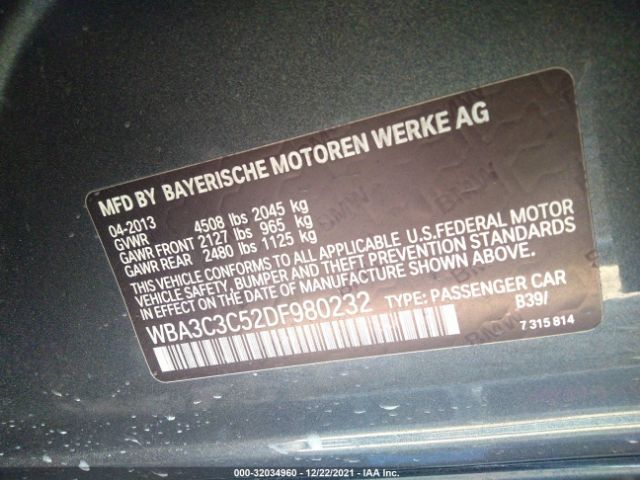 MFD BY BAYERISCHE MOTOREN WERKE AG
04-2013
GVWR 4508 lbs 2045 kg
GAWR FRONT 2127 lbs 965 kg
GAWR REAR 2480 lbs 1125 kg
THIS VEHICLE CONFORMS TO ALL APPLICABLE U.S.FEDERAL MOTOR
VEHICLE SAFETY, BUMPER AND THEFT PREVENTION STANDARDS
IN EFFECT ON THE DATE OF MANUFACTURE SHOWN ABOVE.
WBA3C3C52DF980232 TYPE: PASSENGER CAR
B39/
7 315 814
000-32034960 - 12/22/2021 - IAA Inc.